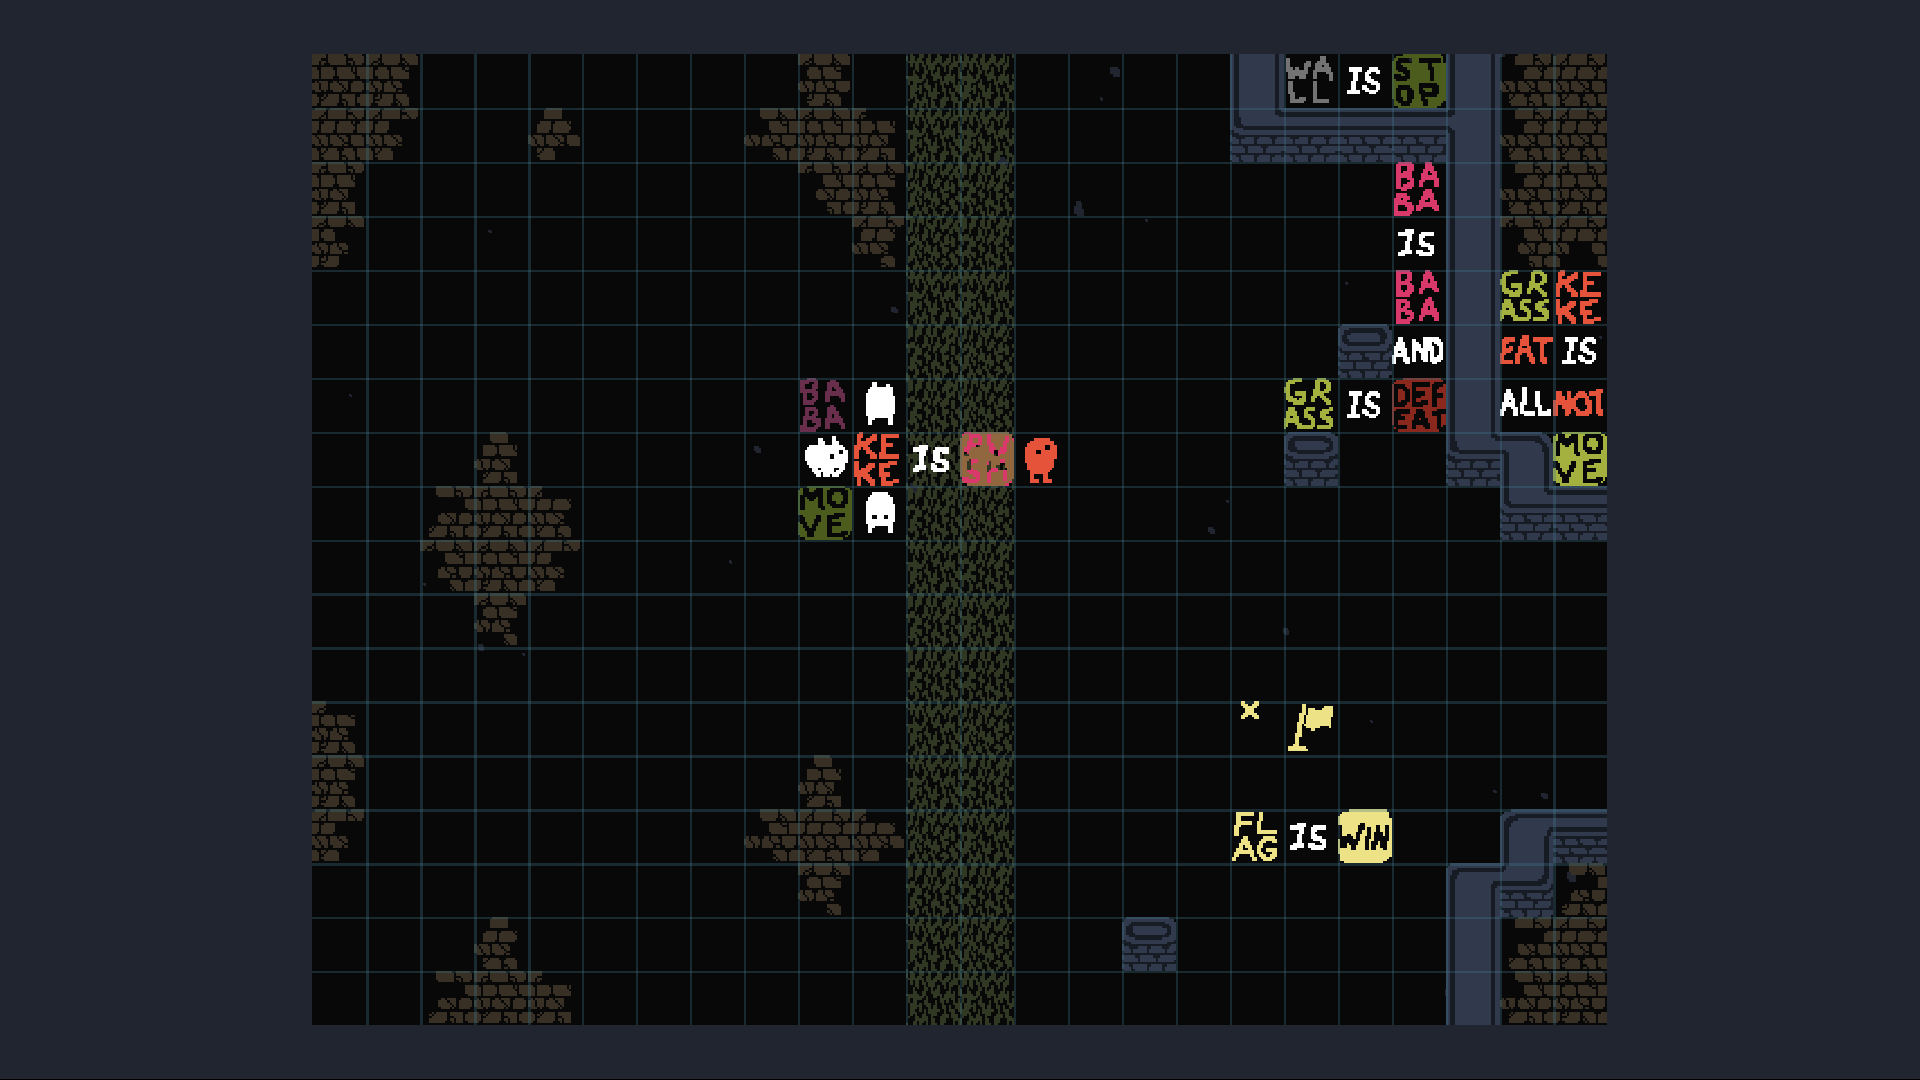 WALL IS STOP
BABA
IS
BABA
GRASS KEKE
AND
EAT IS
BABA
GRASS IS DEFEAT
ALL NOT
KEKE IS PUSH
MOVE
MOVE
FLAG IS WIN